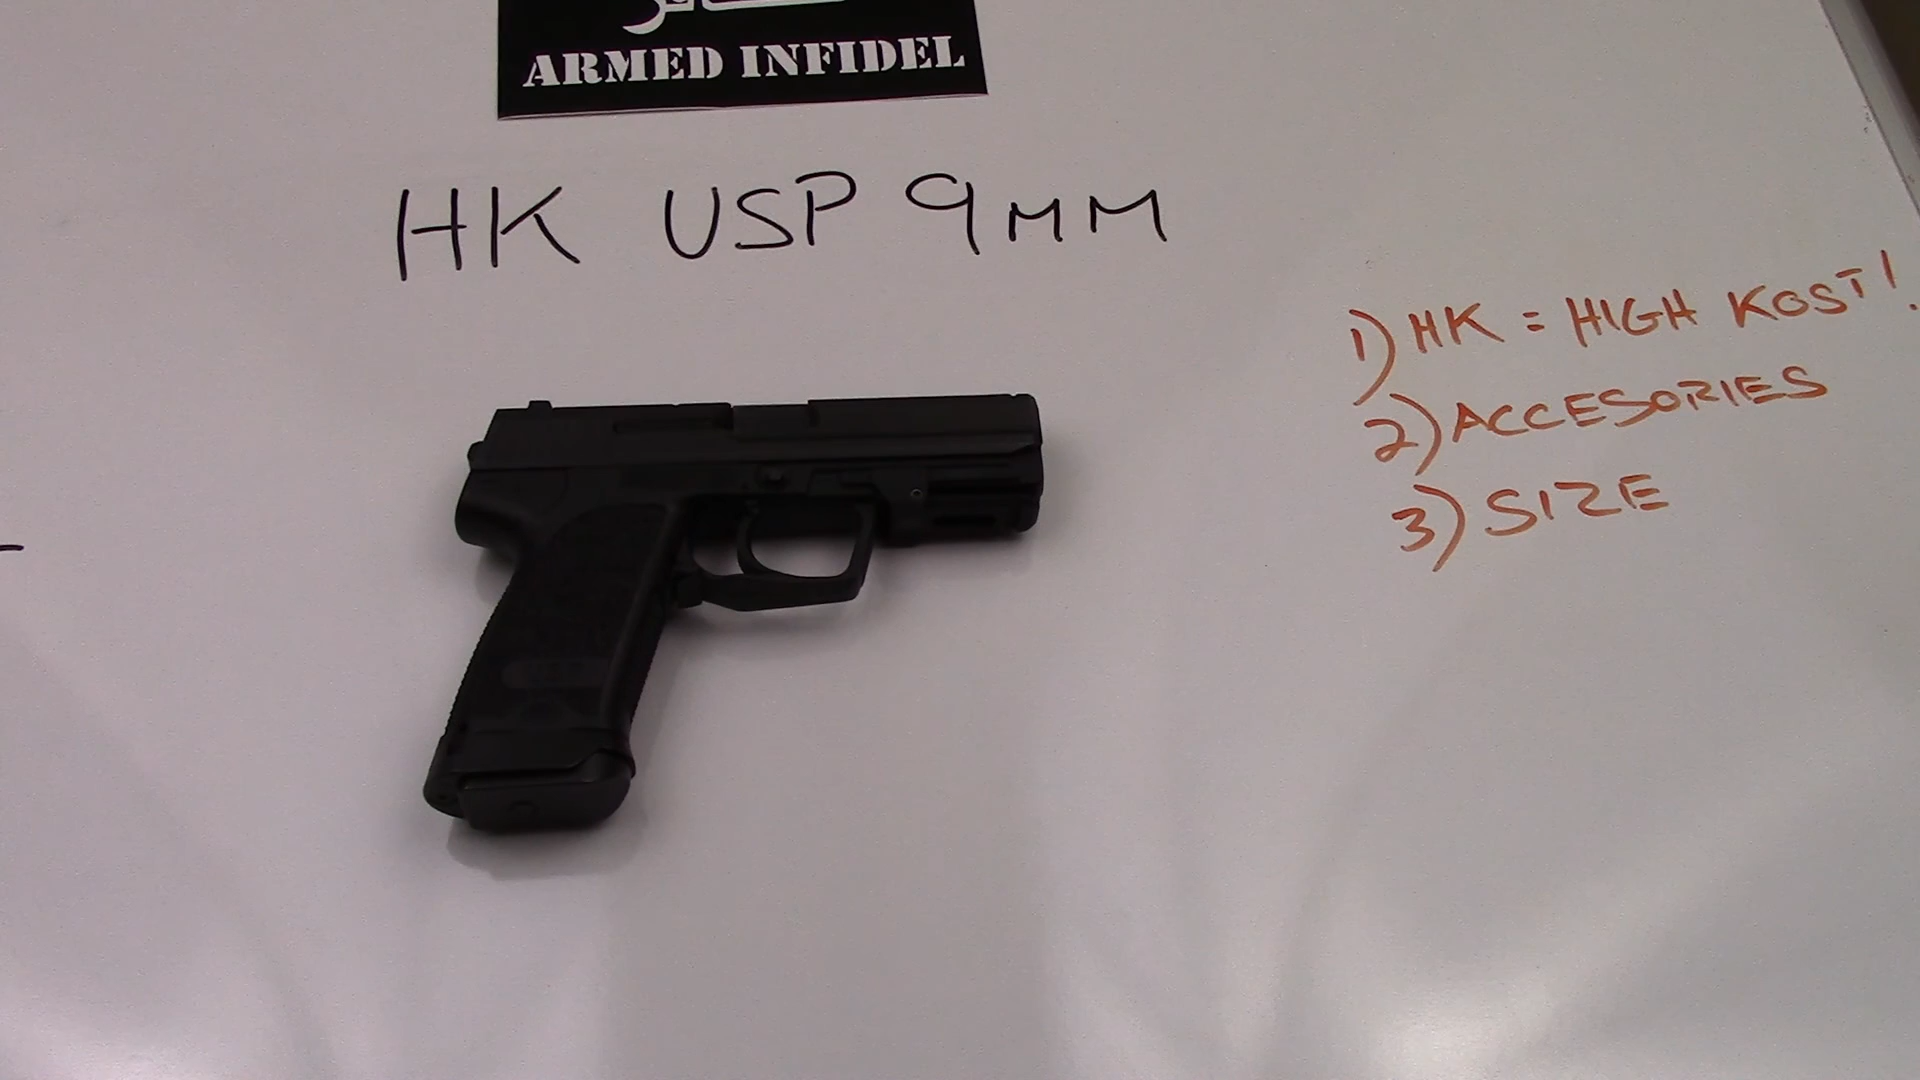 ARMED INFIDEL
HK USP 9MM
1) HK = HIGH KOST!
2) ACCESORIES
3) SIZE